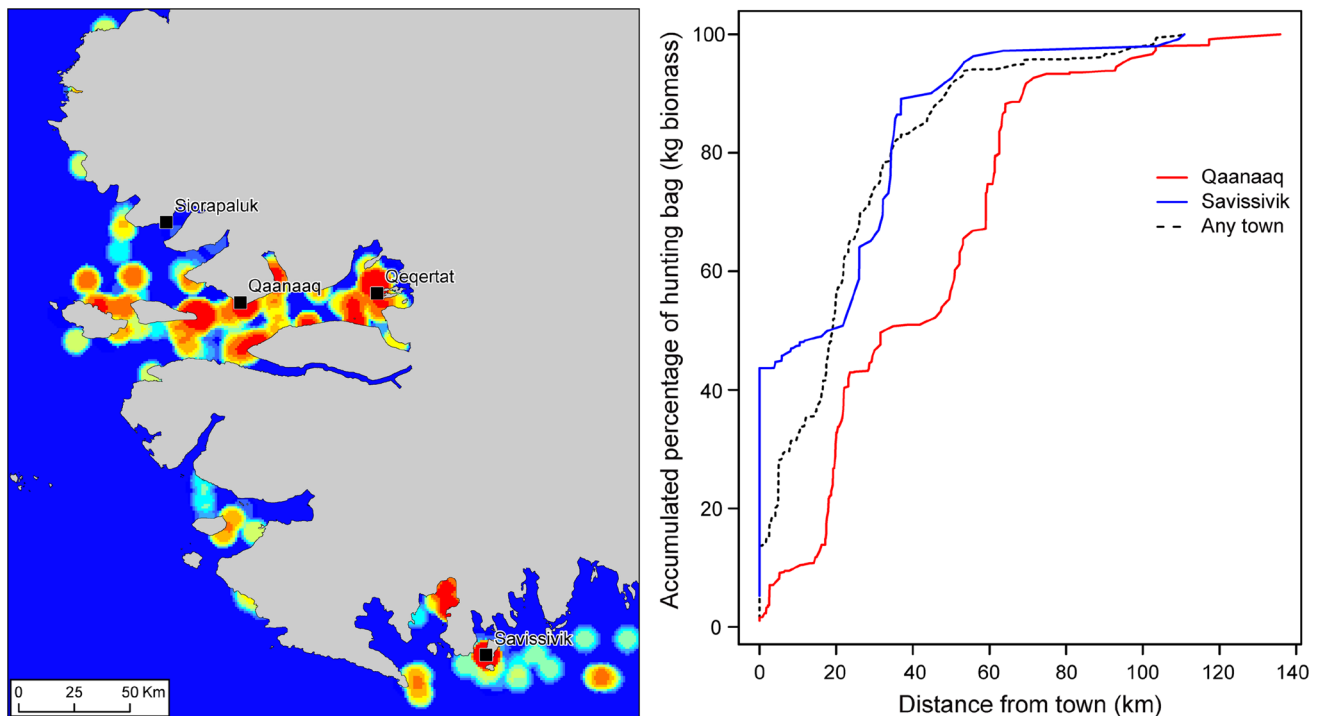 Siorapaluk
Qaanaaq
Qeqertat
Savissivik
0 25 50 Km
Accumulated percentage of hunting bag (kg biomass)
100
80
60
40
20
0
Qaanaaq
Savissivik
Any town
0 20 40 60 80 100 120 140
Distance from town (km)